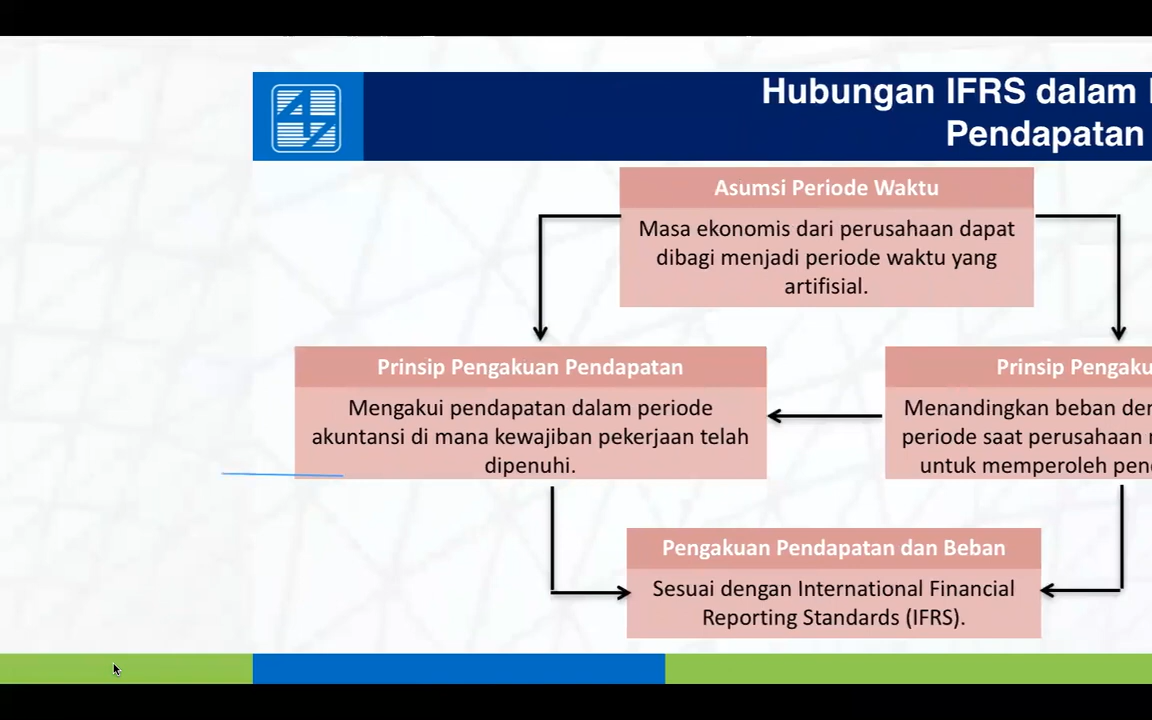 Hubungan IFRS dalam
Pendapatan
Asumsi Periode Waktu
Masa ekonomis dari perusahaan dapat
dibagi menjadi periode waktu yang
artifisial.
Prinsip Pengakuan Pendapatan
Mengakui pendapatan dalam periode
akuntansi di mana kewajiban pekerjaan telah
dipenuhi.
Prinsip
Menandingkan beban
periode saat perusahaan
untuk memperoleh
Pengakuan Pendapatan dan Beban
Sesuai dengan International Financial
Reporting Standards (IFRS).